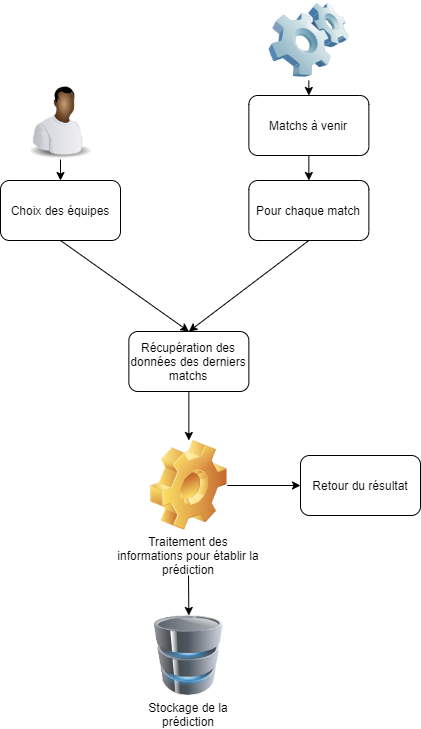 Matchs à venir
Choix des équipes
Pour chaque match
Récupération des
données des derniers
matchs
Retour du résultat
Traitement des
informations pour établir la
prédiction
Stockage de la
prédiction